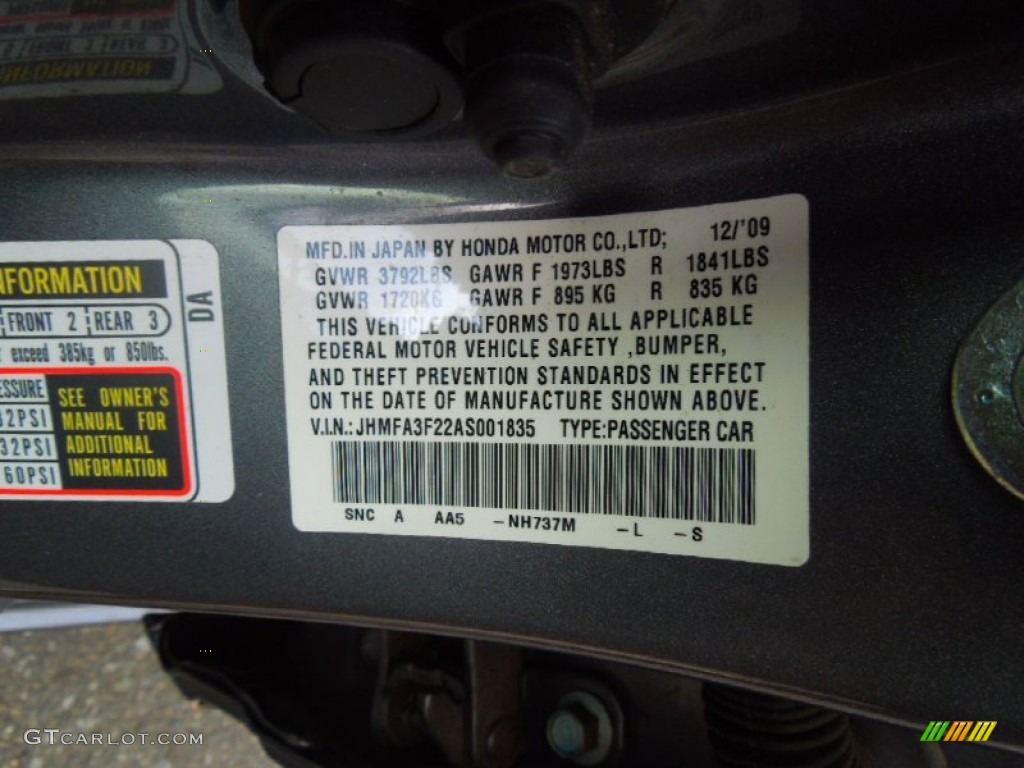 INFORMATION
FRONT 2 REAR 3
exceed 385kg or 850lbs.
32PSI
32PSI
60PSI
SEE OWNER'S
MANUAL FOR
ADDITIONAL
INFORMATION
DA
MFD.IN JAPAN BY HONDA MOTOR CO.,LTD; 12/'09
GVWR 3792LBS GAWR F 1973LBS R 1841LBS
GVWR 1720KG GAWR F 895 KG R 835 KG
THIS VEHICLE CONFORMS TO ALL APPLICABLE
FEDERAL MOTOR VEHICLE SAFETY ,BUMPER,
AND THEFT PREVENTION STANDARDS IN EFFECT
ON THE DATE OF MANUFACTURE SHOWN ABOVE.
V.I.N.:JHMFA3F22AS001835 TYPE:PASSENGER CAR
SNC A AA5 -NH737M -L -S
GTCARLOT.COM